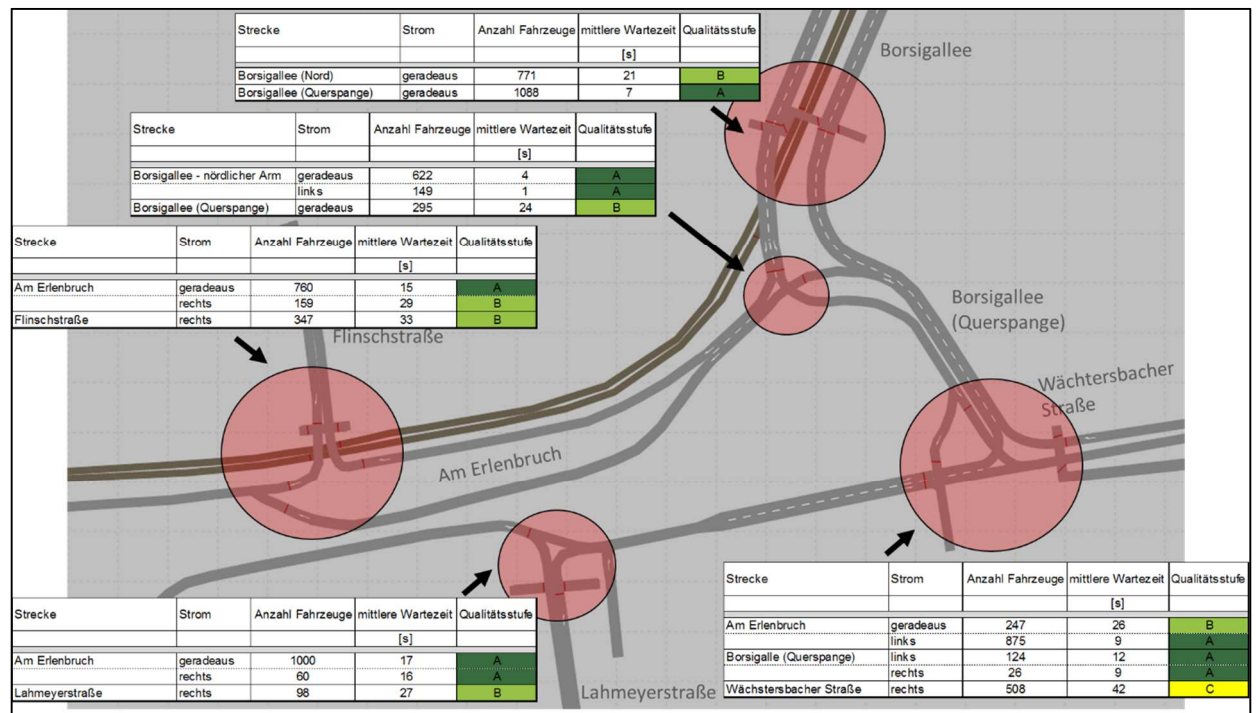 Strecke Strom Anzahl Fahrzeuge mittlere Wartezeit Qualitätsstufe
[s]
Borsigallee (Nord) geradeaus 771 21 B
Borsigallee (Querspange) geradeaus 1088 7 A
Borsigallee
Strecke Strom Anzahl Fahrzeuge mittlere Wartezeit Qualitätsstufe
[s]
Borsigallee - nördlicher Arm geradeaus 622 4 A
links 149 1 A
Borsigallee (Querspange) geradeaus 295 24 B
Strecke Strom Anzahl Fahrzeuge mittlere Wartezeit Qualitätsstufe
[s]
Am Erlenbruch geradeaus 760 15 A
rechts 159 29 B
Flinschstraße rechts 347 33 B
Flinschstraße
Borsigallee
(Querspange)
Wächtersbacher
Straße
Am Erlenbruch
Strecke Strom Anzahl Fahrzeuge mittlere Wartezeit Qualitätsstufe
[s]
Am Erlenbruch geradeaus 1000 17 A
rechts 60 16 A
Lahmeyerstraße rechts 98 27 B
Lahmeyerstraße
Strecke Strom Anzahl Fahrzeuge mittlere Wartezeit Qualitätsstufe
[s]
Am Erlenbruch geradeaus 247 26 B
links 875 9 A
Borsigalle (Querspange) links 124 12 A
rechts 26 9 A
Wächstersbacher Straße rechts 508 42 C